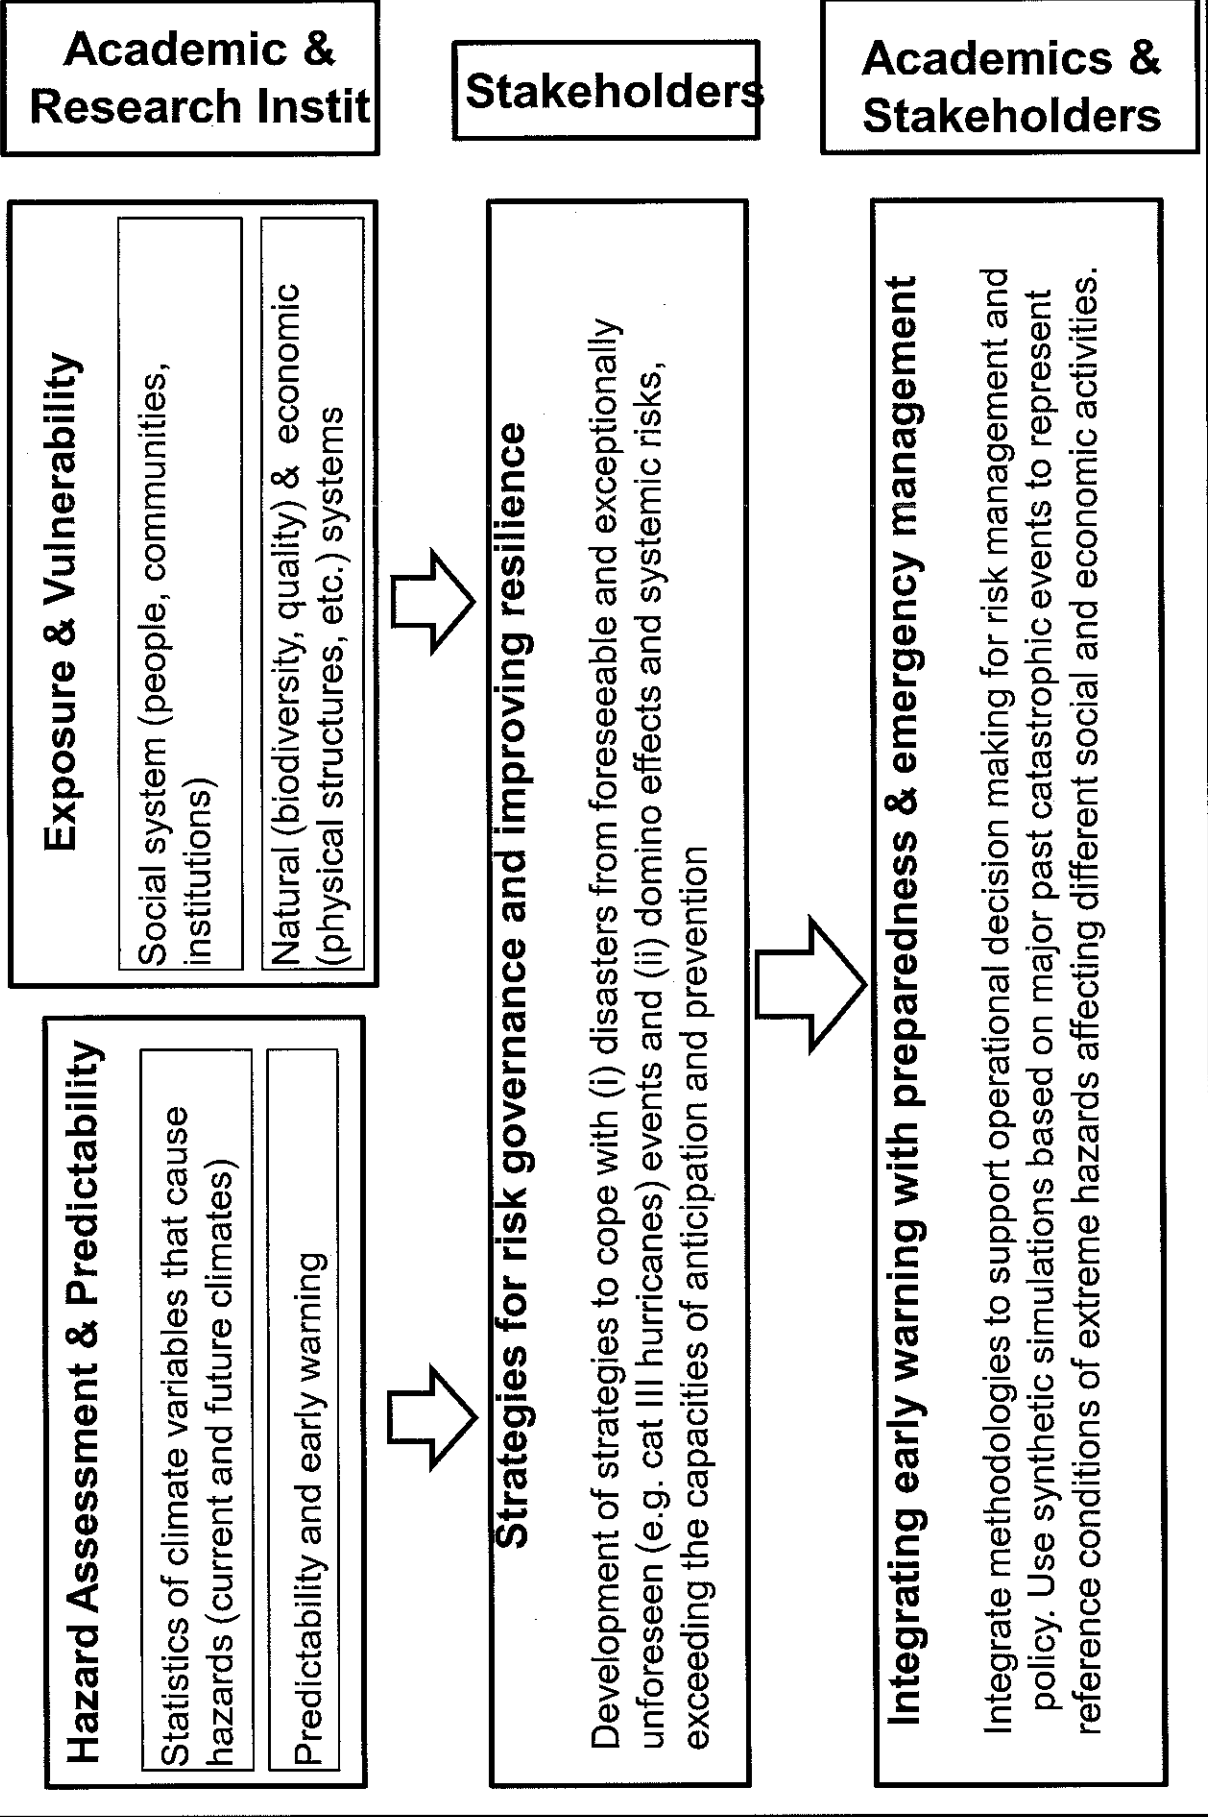 Academic &
Research Instit
Stakeholders
Academics &
Stakeholders
Hazard Assessment & Predictability
Statistics of climate variables that cause
hazards (current and future climates)
Predictability and early warning
Exposure & Vulnerability
Social system (people, communities,
institutions)
Natural (biodiversity, quality) & economic
(physical structures, etc.) systems
Strategies for risk governance and improving resilience
Development of strategies to cope with (i) disasters from foreseeable and exceptionally
unforeseen (e.g. cat III hurricanes) events and (ii) domino effects and systemic risks,
exceeding the capacities of anticipation and prevention
Integrating early warning with preparedness & emergency management
Integrate methodologies to support operational decision making for risk management and
policy. Use synthetic simulations based on major past catastrophic events to represent
reference conditions of extreme hazards affecting different social and economic activities.